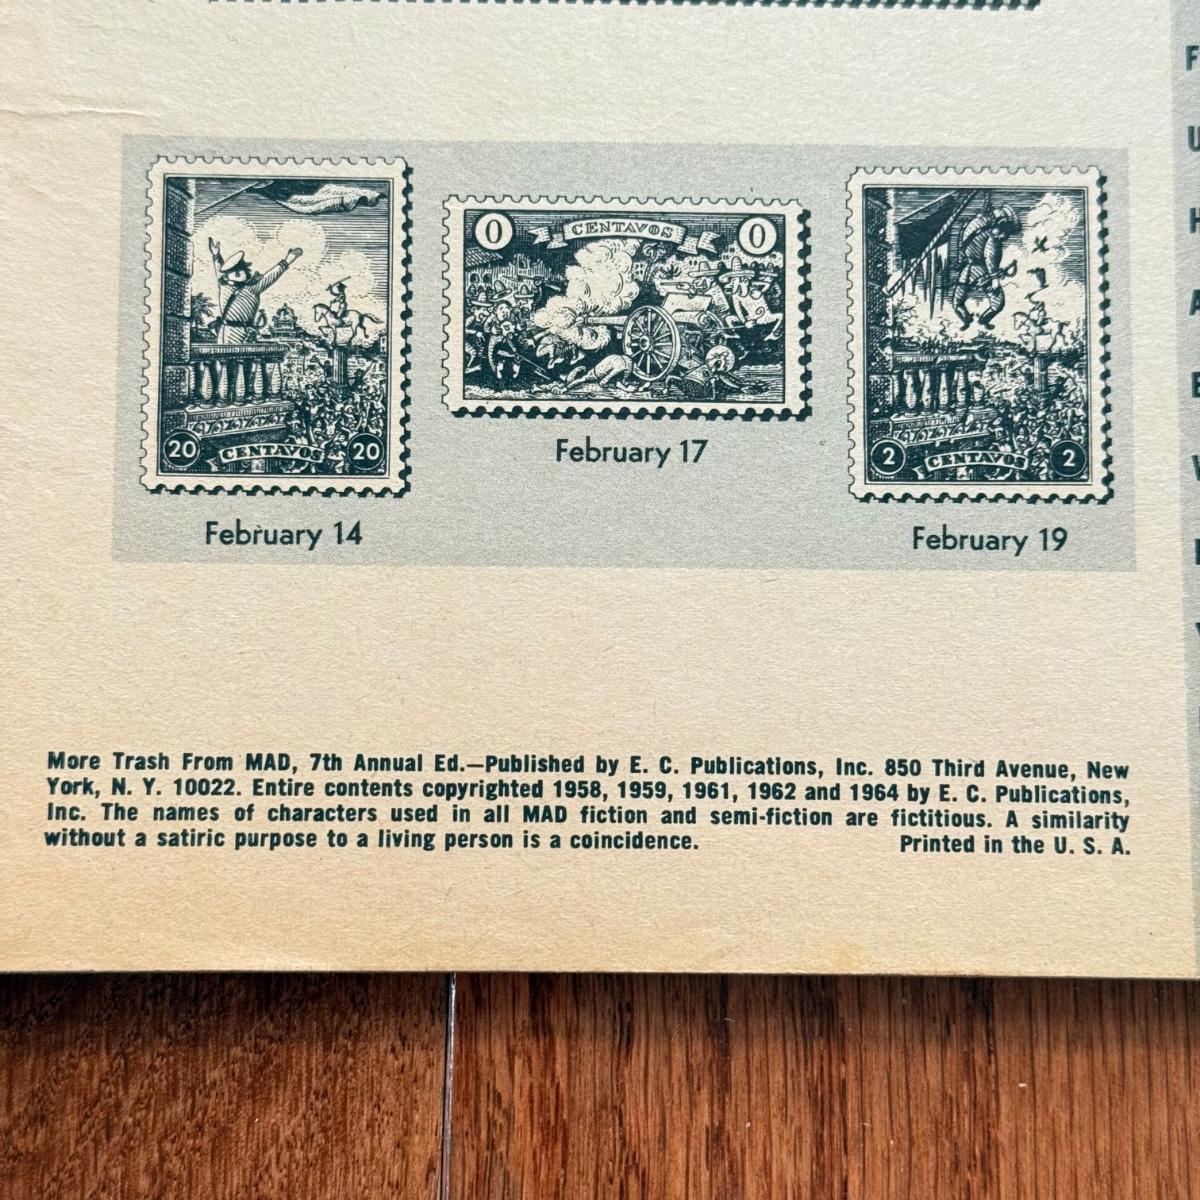 20 CENTAVOS 20
February 14
0 CENTAVOS 0
February 17
2 CENTAVOS 2
February 19
More Trash From MAD, 7th Annual Ed.—Published by E. C. Publications, Inc. 850 Third Avenue, New
York, N. Y. 10022. Entire contents copyrighted 1958, 1959, 1961, 1962 and 1964 by E. C. Publications,
Inc. The names of characters used in all MAD fiction and semi-fiction are fictitious. A similarity
without a satiric purpose to a living person is a coincidence. Printed in the U. S. A.
F
U